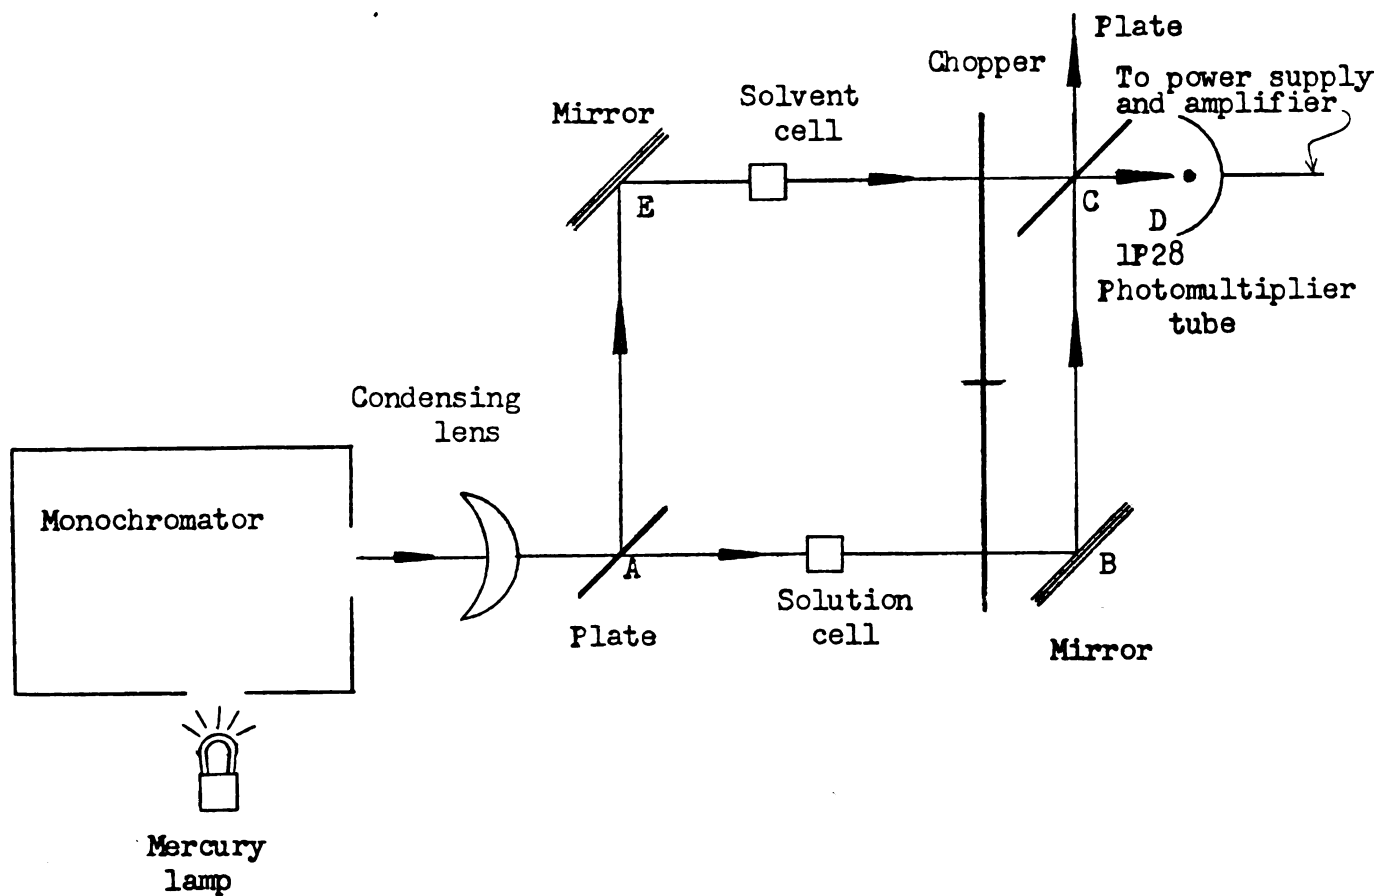 Plate
Chopper
To power supply
and amplifier
Solvent
cell
Mirror
E
C
D
1P28
Photomultiplier
tube
Condensing
lens
Monochromator
A
B
Plate
Solution
cell
Mirror
Mercury
lamp